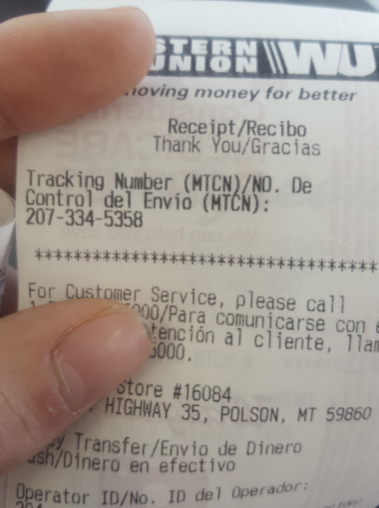 STERN WU
UNION
moving money for better
Receipt/Recibo
Thank You/Gracias
Tracking Number (MTCN)/NO. De
Control del Envío (MTCN):
207-334-5358
**********************************
For Customer Service, please call
000/Para comunicarse con
tención al cliente, llam
5000.
Store #16084
HIGHWAY 35, POLSON, MT 59860
Transfer/Envio de Dinero
ash/Dinero en efectivo
Operator ID/No. ID del Operador: